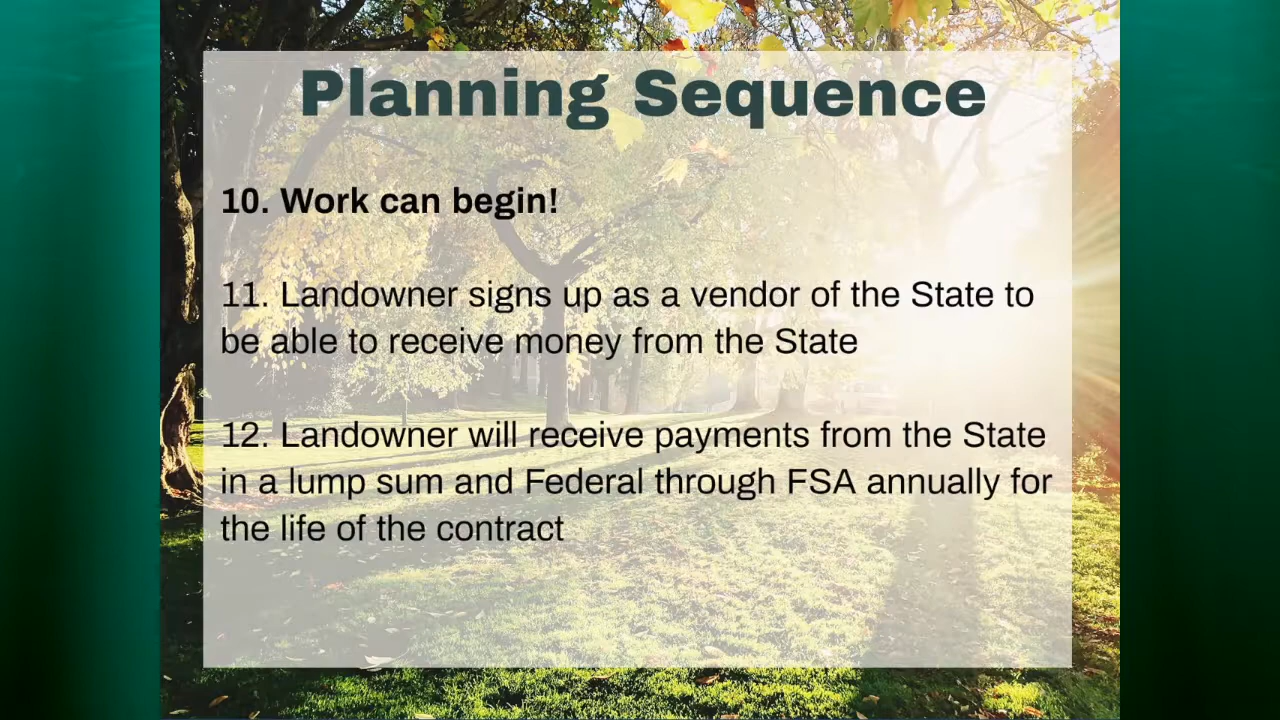 Planning Sequence
10. Work can begin!
11. Landowner signs up as a vendor of the State to
be able to receive money from the State
12. Landowner will receive payments from the State
in a lump sum and Federal through FSA annually for
the life of the contract